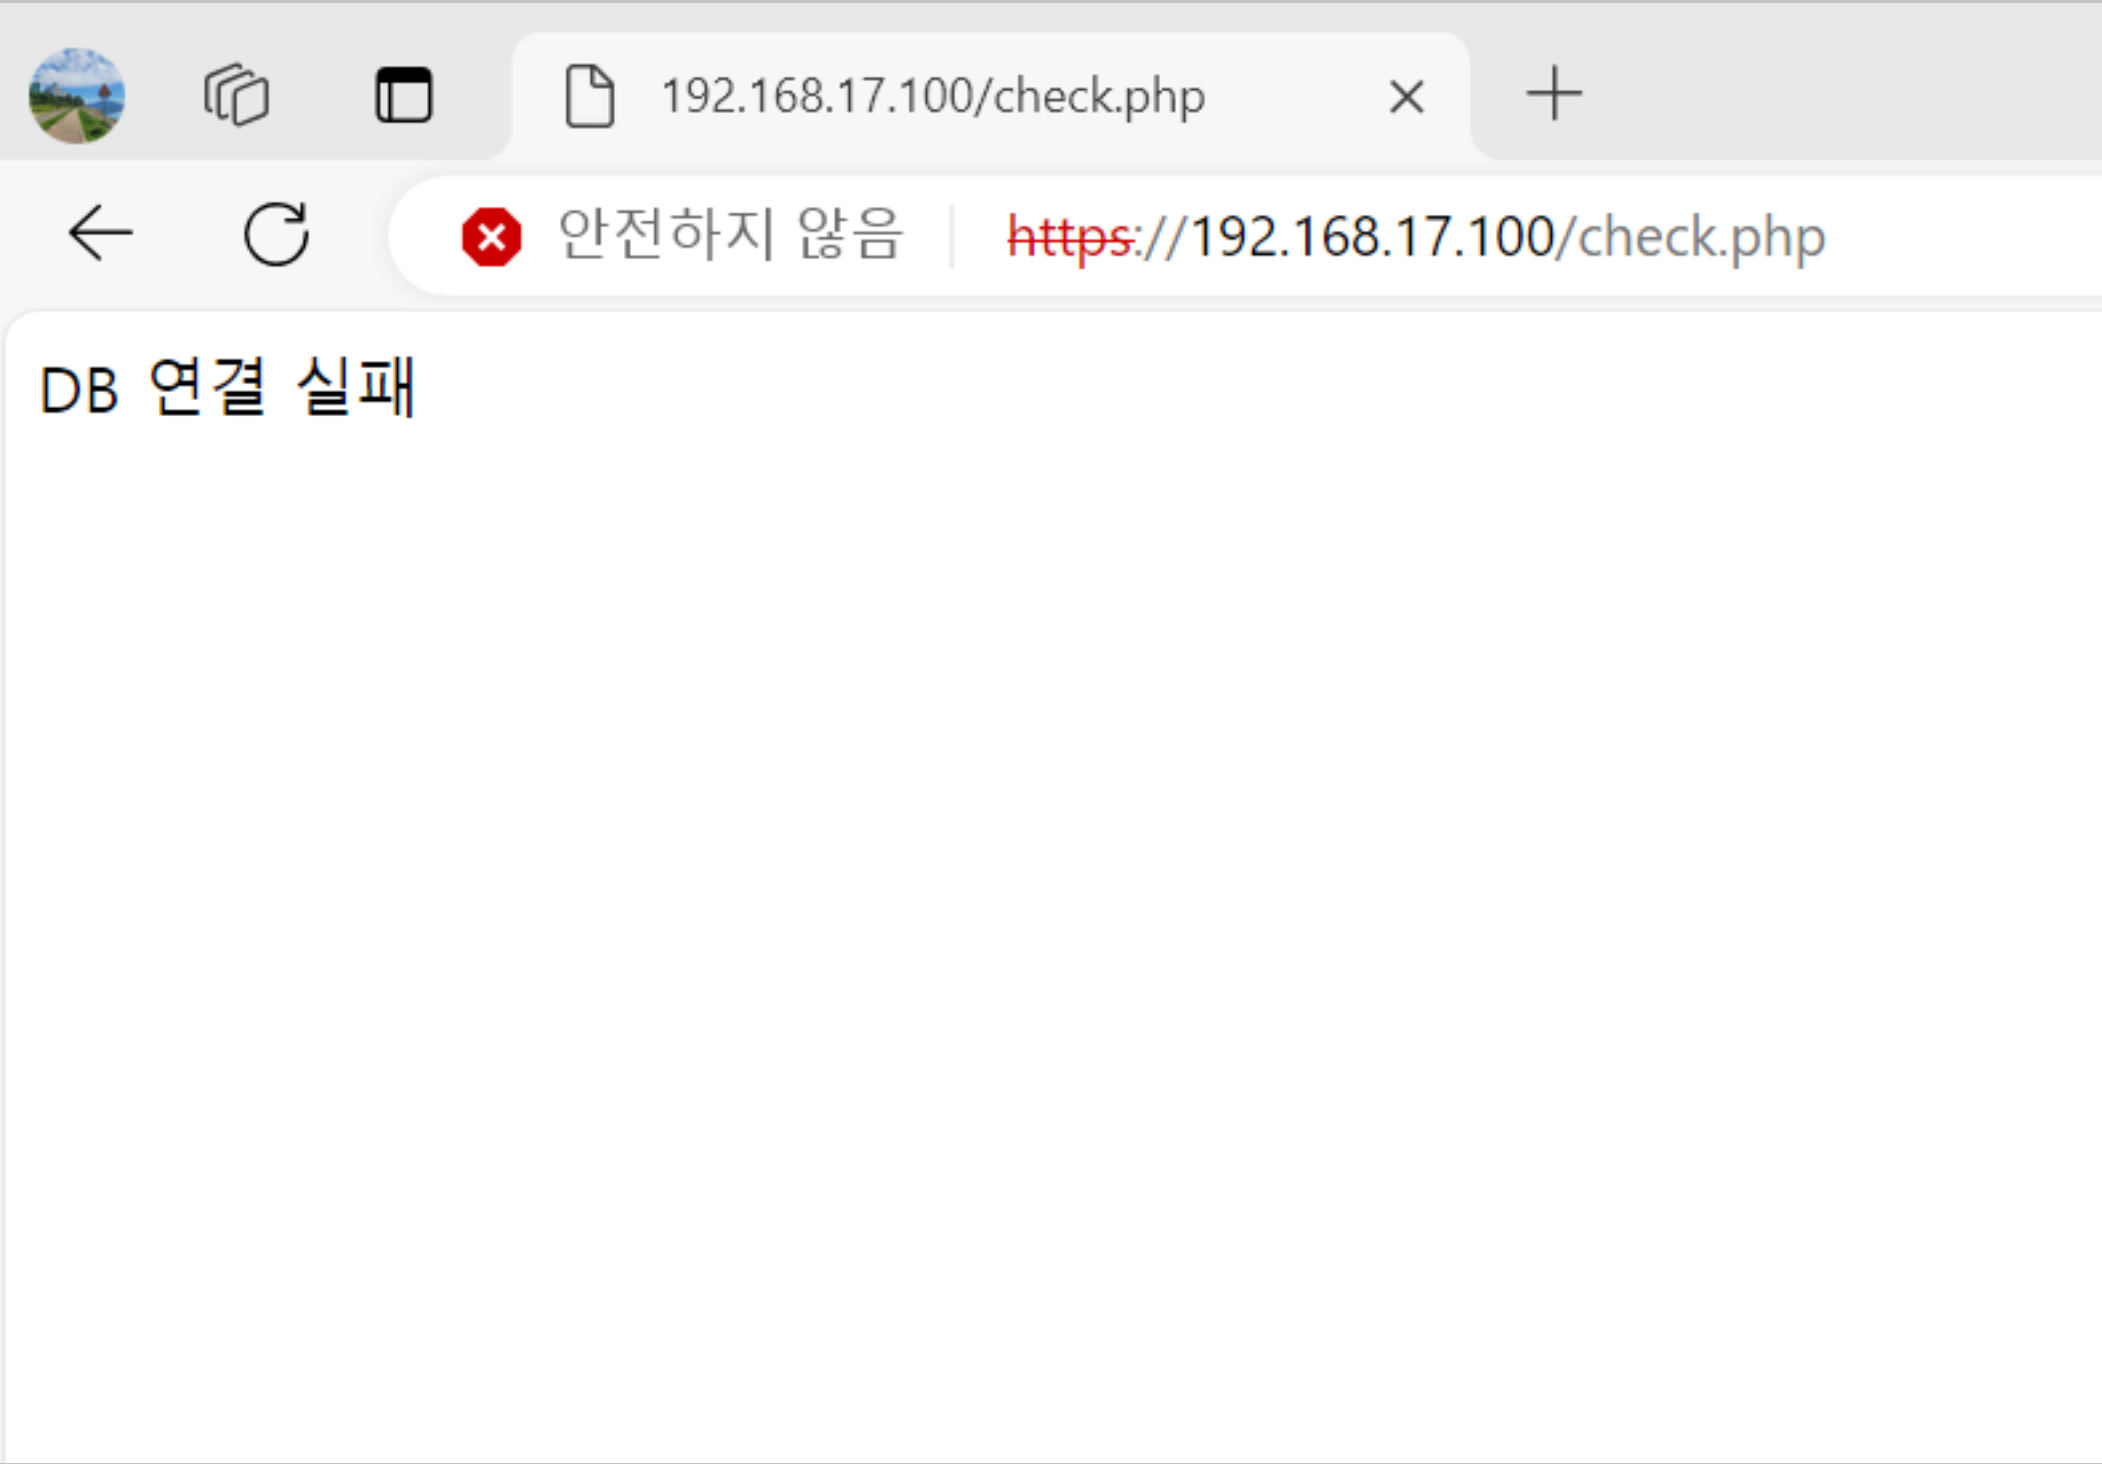 192.168.17.100/check.php
안전하지 않음 https://192.168.17.100/check.php
DB 연결 실패